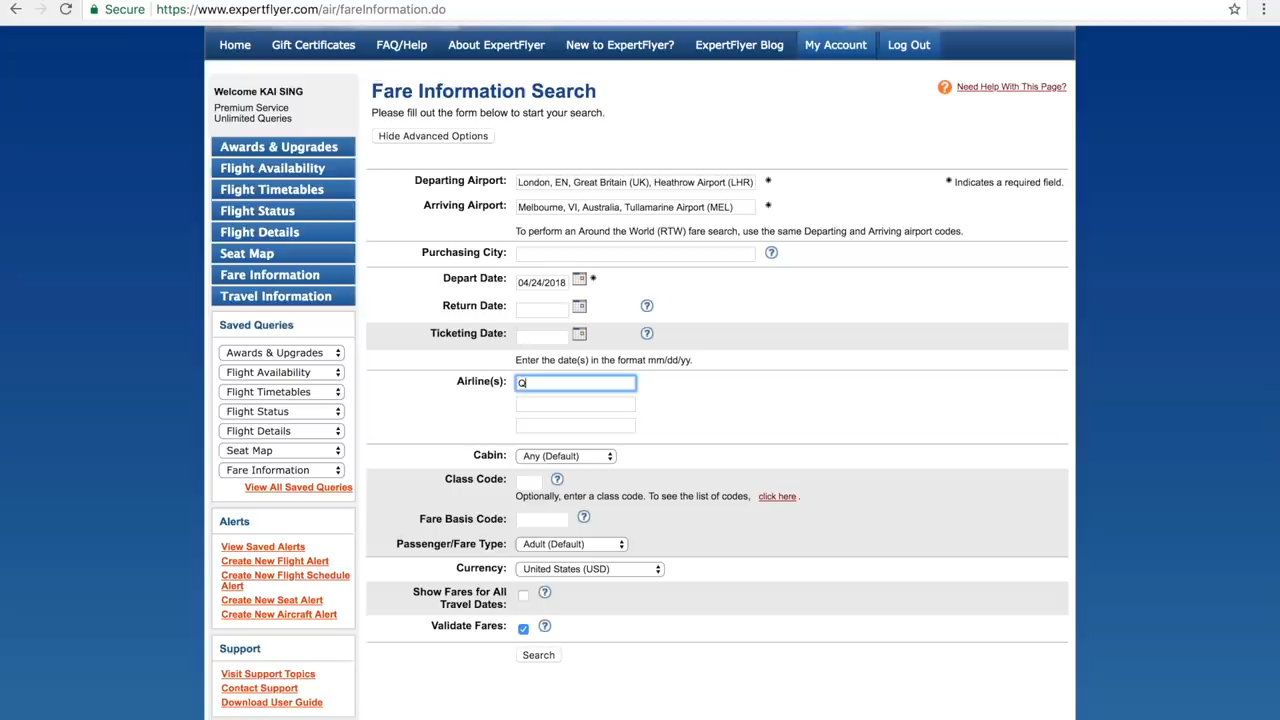 Secure https://www.expertflyer.com/air/fareInformation.do
Home Gift Certificates FAQ/Help About ExpertFlyer New to ExpertFlyer? ExpertFlyer Blog My Account Log Out
Welcome KAI SING
Premium Service
Unlimited Queries
Awards & Upgrades
Flight Availability
Flight Timetables
Flight Status
Flight Details
Seat Map
Fare Information
Travel Information
Saved Queries
Awards & Upgrades
Flight Availability
Flight Timetables
Flight Status
Flight Details
Seat Map
Fare Information
View All Saved Queries
Alerts
View Saved Alerts
Create New Flight Alert
Create New Flight Schedule
Alert
Create New Seat Alert
Create New Aircraft Alert
Support
Visit Support Topics
Contact Support
Download User Guide
Fare Information Search
? Need Help With This Page?
Please fill out the form below to start your search.
Hide Advanced Options
Departing Airport: London, EN, Great Britain (UK), Heathrow Airport (LHR) * * Indicates a required field.
Arriving Airport: Melbourne, VI, Australia, Tullamarine Airport (MEL) *
To perform an Around the World (RTW) fare search, use the same Departing and Arriving airport codes.
Purchasing City: ?
Depart Date: 04/24/2018 *
Return Date: ?
Ticketing Date: ?
Enter the date(s) in the format mm/dd/yy.
Airline(s): Q
Cabin: Any (Default)
Class Code: ?
Optionally, enter a class code. To see the list of codes, click here .
Fare Basis Code: ?
Passenger/Fare Type: Adult (Default)
Currency: United States (USD)
Show Fares for All ?
Travel Dates:
Validate Fares: ?
Search